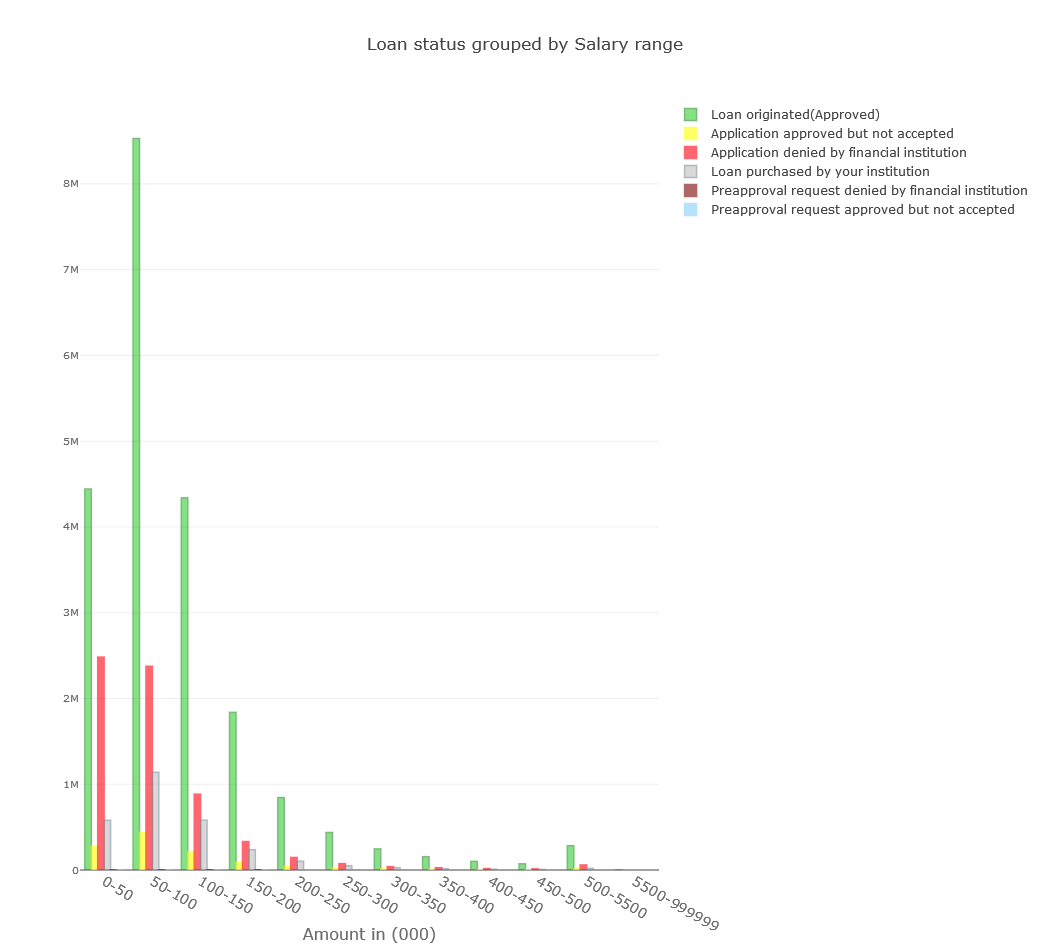 Loan status grouped by Salary range
Loan originated(Approved)
Application approved but not accepted
Application denied by financial institution
Loan purchased by your institution
Preapproval request denied by financial institution
Preapproval request approved but not accepted
8M
7M
6M
5M
4M
3M
2M
1M
0
0-50
50-100
100-150
150-200
200-250
250-300
300-350
350-400
400-450
450-500
500-5500
5500-999999
Amount in (000)